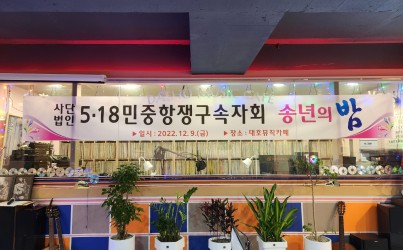 사단법인 5·18민중항쟁구속자회 송년의 밤
▶일시 : 2022.12.9.(금) ▶장소 : 대호뮤직카페